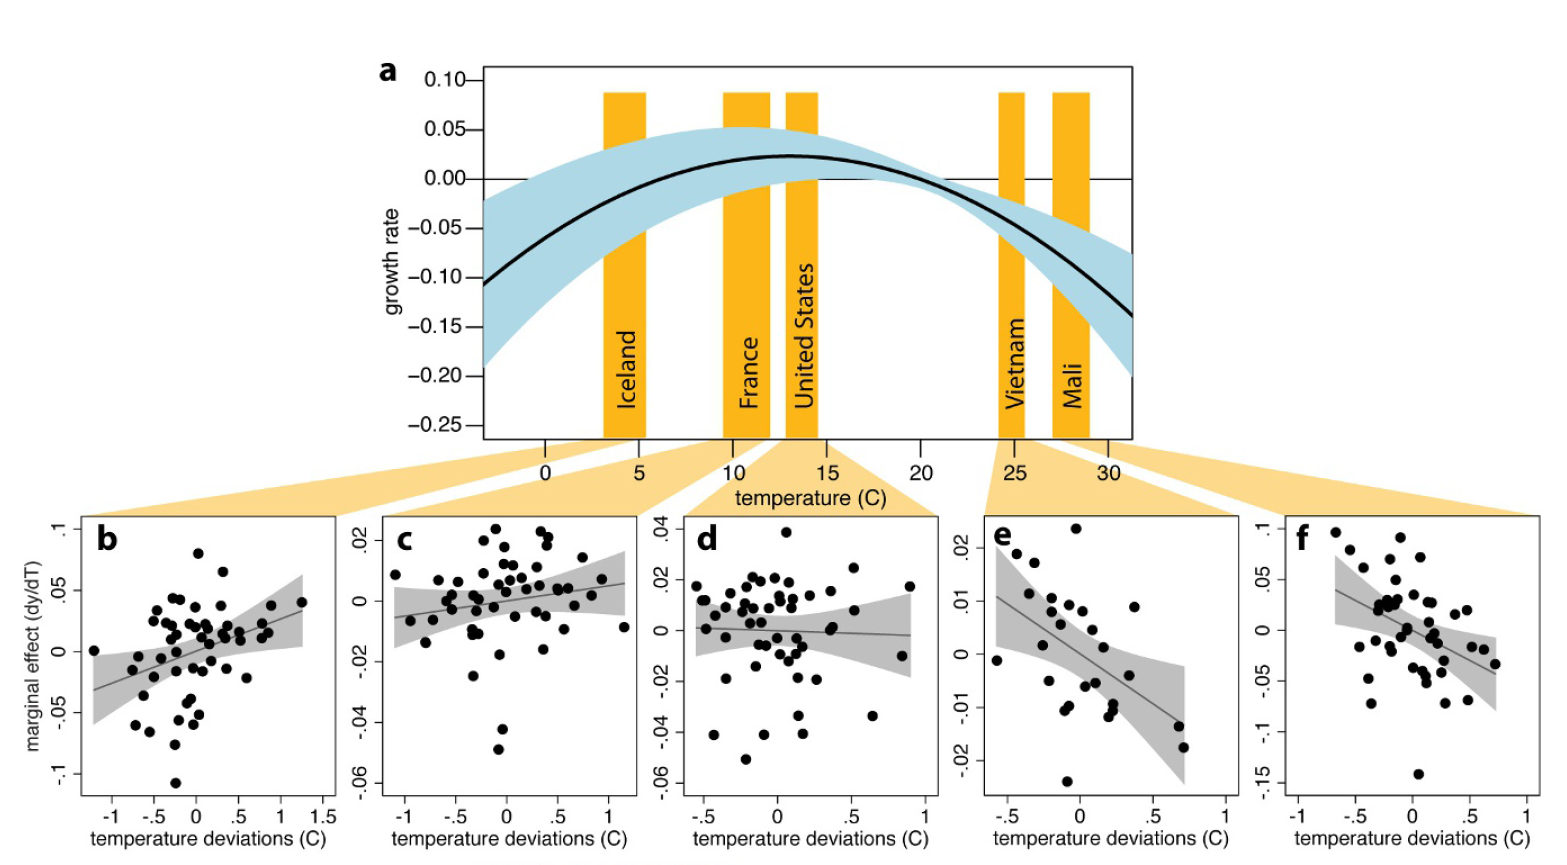 a
0.10
0.05
0.00
−0.05
−0.10
−0.15
−0.20
−0.25
growth rate
Iceland
France
United States
Vietnam
Mali
0 5 10 15 20 25 30
temperature (C)
b
.1
.05
0
-.05
-.1
marginal effect (dy/dT)
-1 -.5 0 .5 1 1.5
temperature deviations (C)
c
.02
0
-.02
-.04
-.06
-1 -.5 0 .5 1
temperature deviations (C)
d
.04
.02
0
-.02
-.04
-.06
-.5 0 .5 1
temperature deviations (C)
e
.02
.01
0
-.01
-.02
-.5 0 .5 1
temperature deviations (C)
f
.1
.05
0
-.05
-.1
-.15
-1 -.5 0 .5 1
temperature deviations (C)